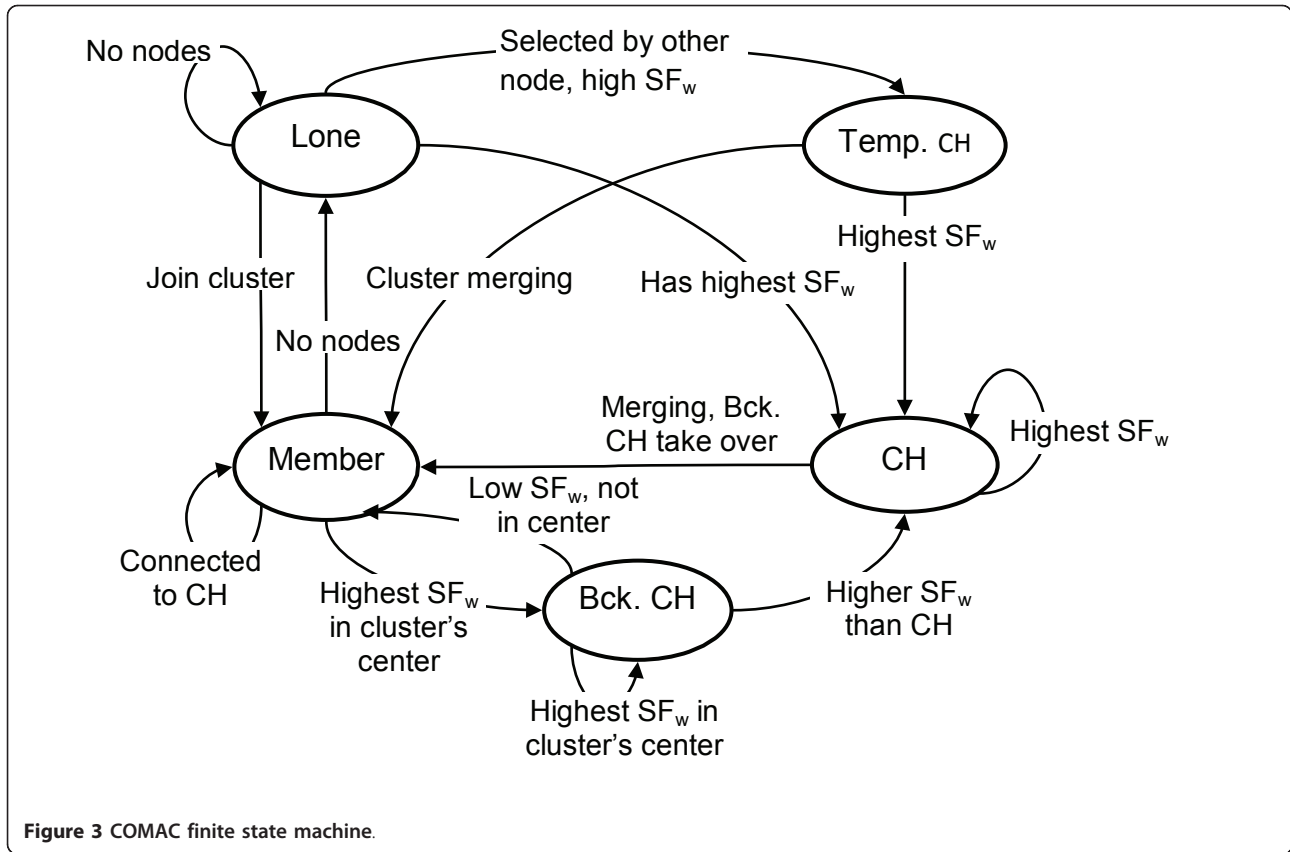 No nodes
Selected by other
node, high SFw
Lone
Temp. CH
Highest SFw
Join cluster
Cluster merging
Has highest SFw
No nodes
Merging, Bck.
CH take over
Highest SFw
Member
CH
Low SFw, not
in center
Connected
to CH
Highest SFw
in cluster's
center
Bck. CH
Higher SFw
than CH
Highest SFw in
cluster's center
Figure 3 COMAC finite state machine.